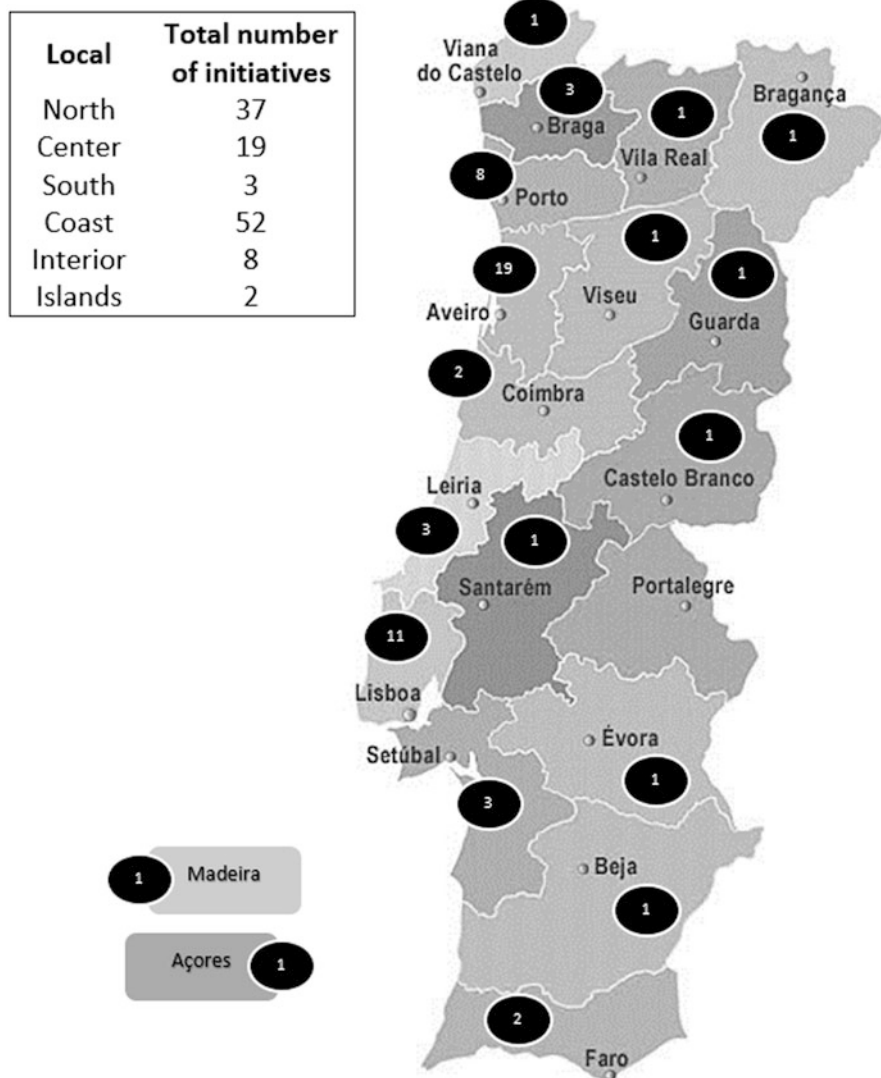 Local Total number of initiatives
North 37
Center 19
South 3
Coast 52
Interior 8
Islands 2
1
Viana do Castelo
3
Braga
1
Vila Real
Bragança
1
8
Porto
19
Aveiro
1
Viseu
1
Guarda
2
Coímbra
1
Castelo Branco
Leiria
3
1
Santarém
Portalegre
11
Lisboa
Setúbal
Évora
1
3
Beja
1
1 Madeira
Açores 1
2
Faro